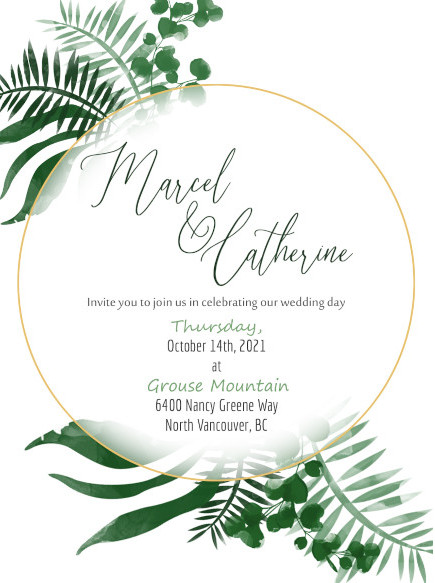 Marcel
&
Catherine
Invite you to join us in celebrating our wedding day
Thursday,
October 14th, 2021
at
Grouse Mountain
6400 Nancy Greene Way
North Vancouver, BC